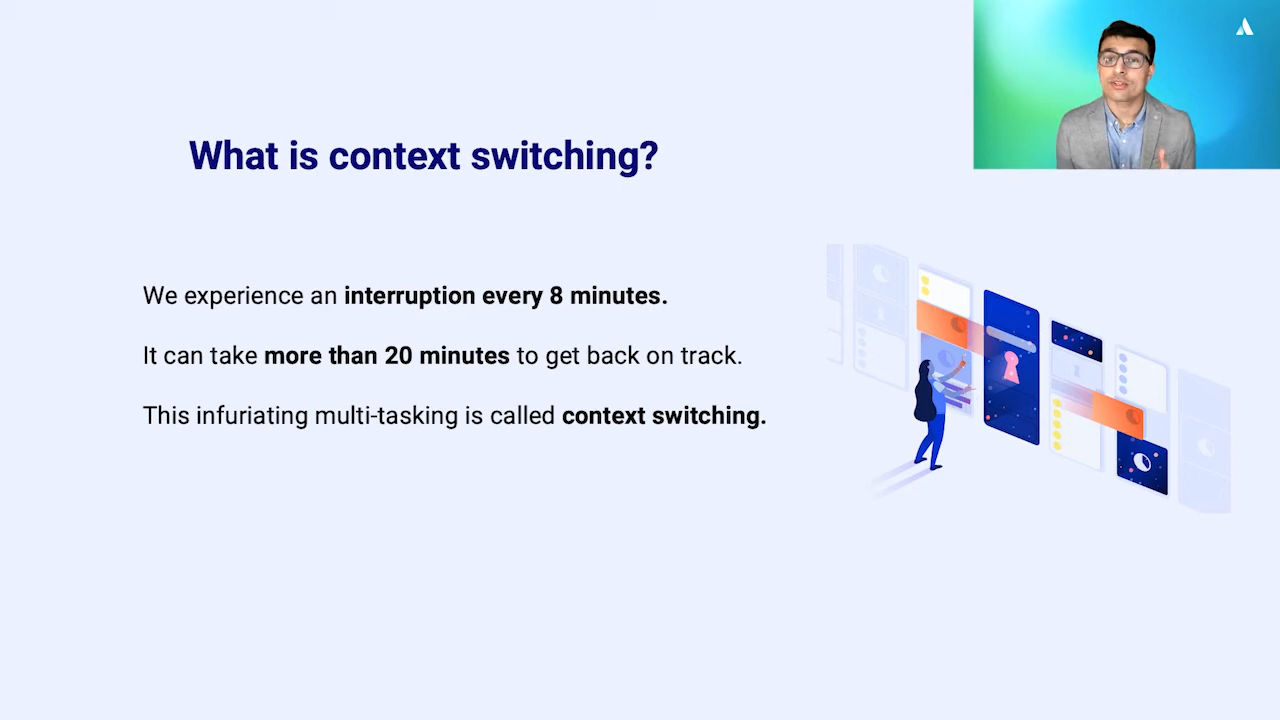 What is context switching?
We experience an interruption every 8 minutes.
It can take more than 20 minutes to get back on track.
This infuriating multi-tasking is called context switching.